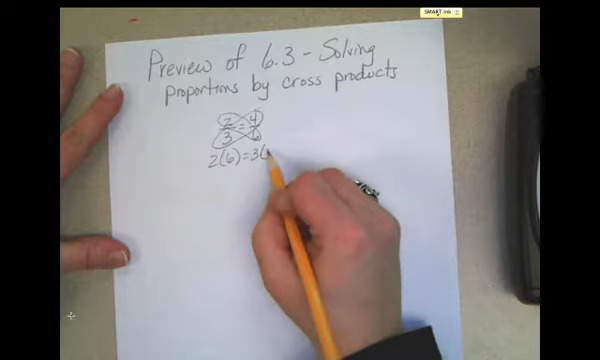 SMART Ink
Preview of 6.3 - Solving
proportions by cross products
2/3 = 4/6
2(6)=3(